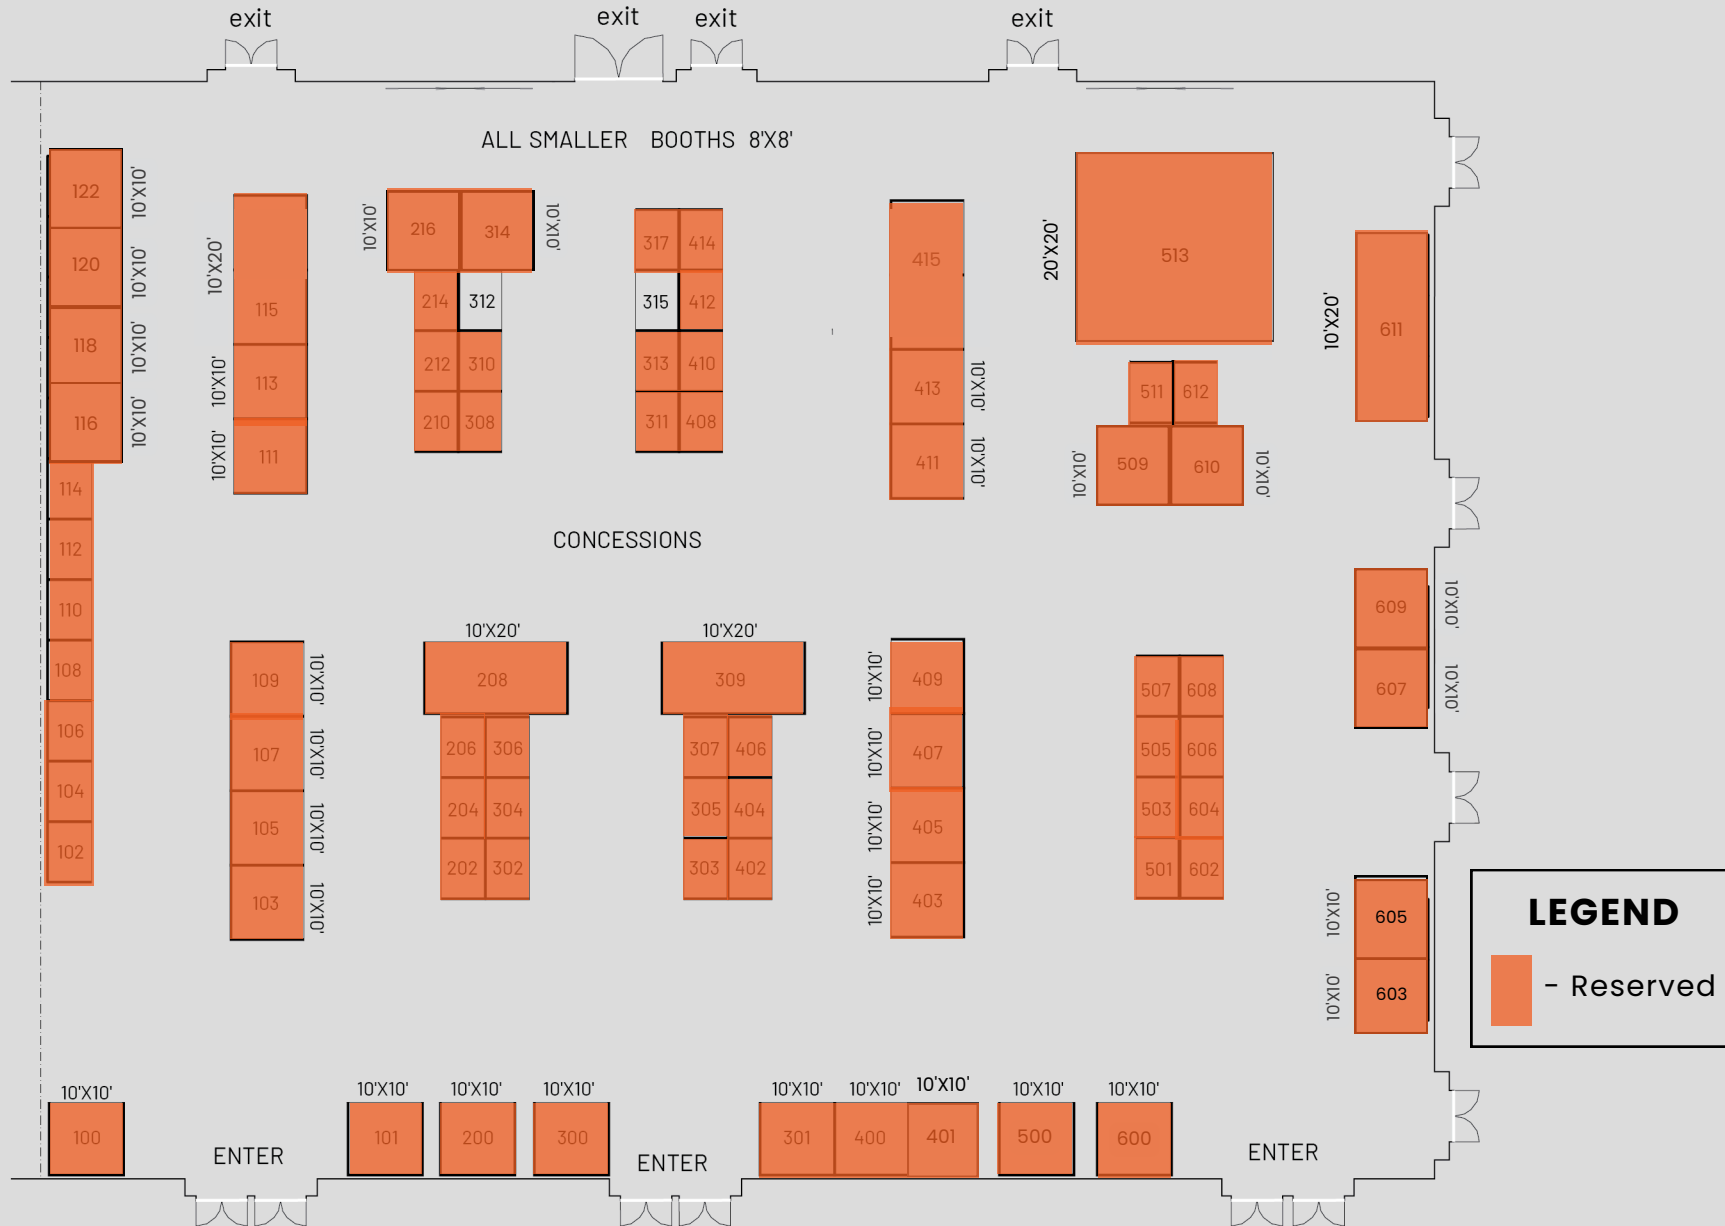 exit
exit
exit
exit
ALL SMALLER BOOTHS 8'X8'
122
10'X10'
120
10'X10'
118
10'X10'
116
10'X10'
114
112
110
108
106
104
102
10'X20'
115
10'X10'
113
10'X10'
111
10'X10'
216
314
10'X10'
214
312
212
310
210
308
317
414
315
412
313
410
311
408
415
413
10'X10'
411
10'X10'
20'X20'
513
511
612
10'X10'
509
610
10'X10'
10'X20'
611
CONCESSIONS
609
10'X10'
607
10'X10'
109
10'X10'
107
10'X10'
105
10'X10'
103
10'X10'
10'X20'
208
206
306
204
304
202
302
10'X20'
309
307
406
305
404
303
402
10'X10'
409
10'X10'
407
10'X10'
405
10'X10'
403
507
608
505
606
503
604
501
602
10'X10'
605
10'X10'
603
LEGEND
- Reserved
10'X10'
100
10'X10'
101
10'X10'
200
10'X10'
300
10'X10'
301
10'X10'
400
10'X10'
401
10'X10'
500
10'X10'
600
ENTER
ENTER
ENTER